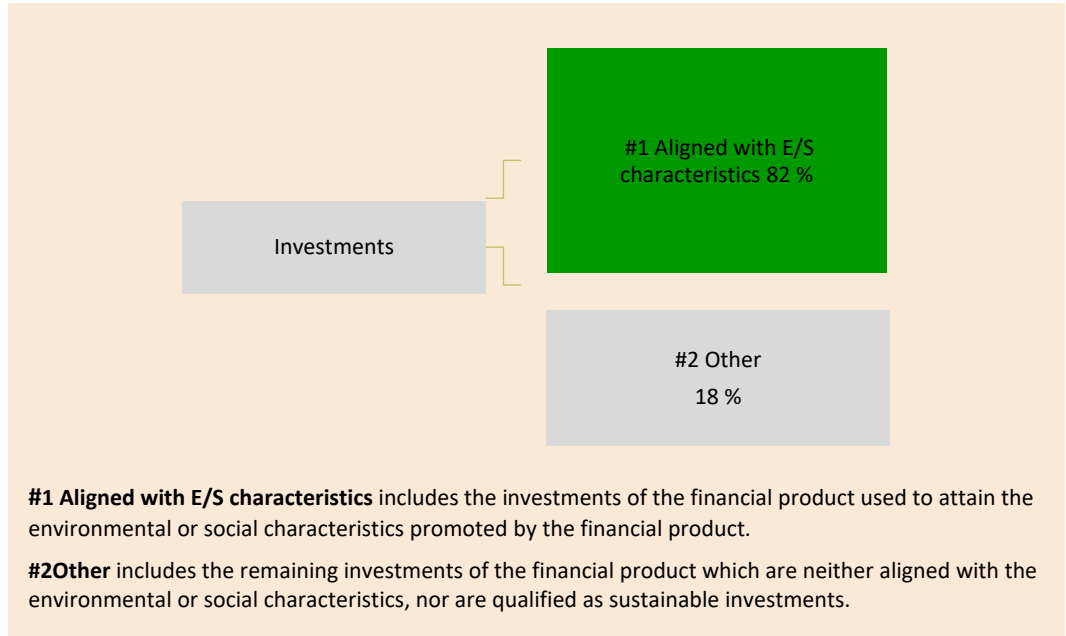 #1 Aligned with E/S
characteristics 82 %
Investments
#2 Other
18 %
#1 Aligned with E/S characteristics includes the investments of the financial product used to attain the
environmental or social characteristics promoted by the financial product.
#2Other includes the remaining investments of the financial product which are neither aligned with the
environmental or social characteristics, nor are qualified as sustainable investments.